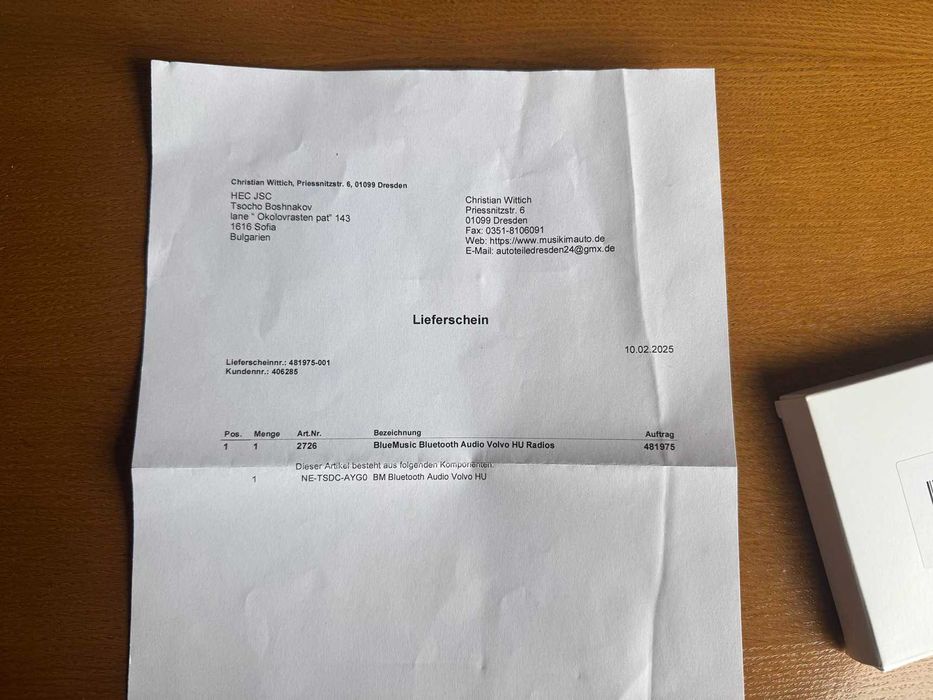 Christian Wittich, Priessnitzstr. 6, 01099 Dresden
HEC JSC
Tsocho Boshnakov
lane " Okolovrasten pat" 143
1616 Sofia
Bulgarien
Christian Wittich
Priessnitzstr. 6
01099 Dresden
Fax: 0351-8106091
Web: https://www.musikimauto.de
E-Mail: autoteiledresden24@gmx.de
Lieferschein
10.02.2025
Lieferscheinnr.: 481975-001
Kundennr.: 406285
Pos. Menge Art.Nr. Bezeichnung Auftrag
1 1 2726 BlueMusic Bluetooth Audio Volvo HU Radios 481975
Dieser Artikel besteht aus folgenden Komponenten:
1 NE-TSDC-AYG0 BM Bluetooth Audio Volvo HU